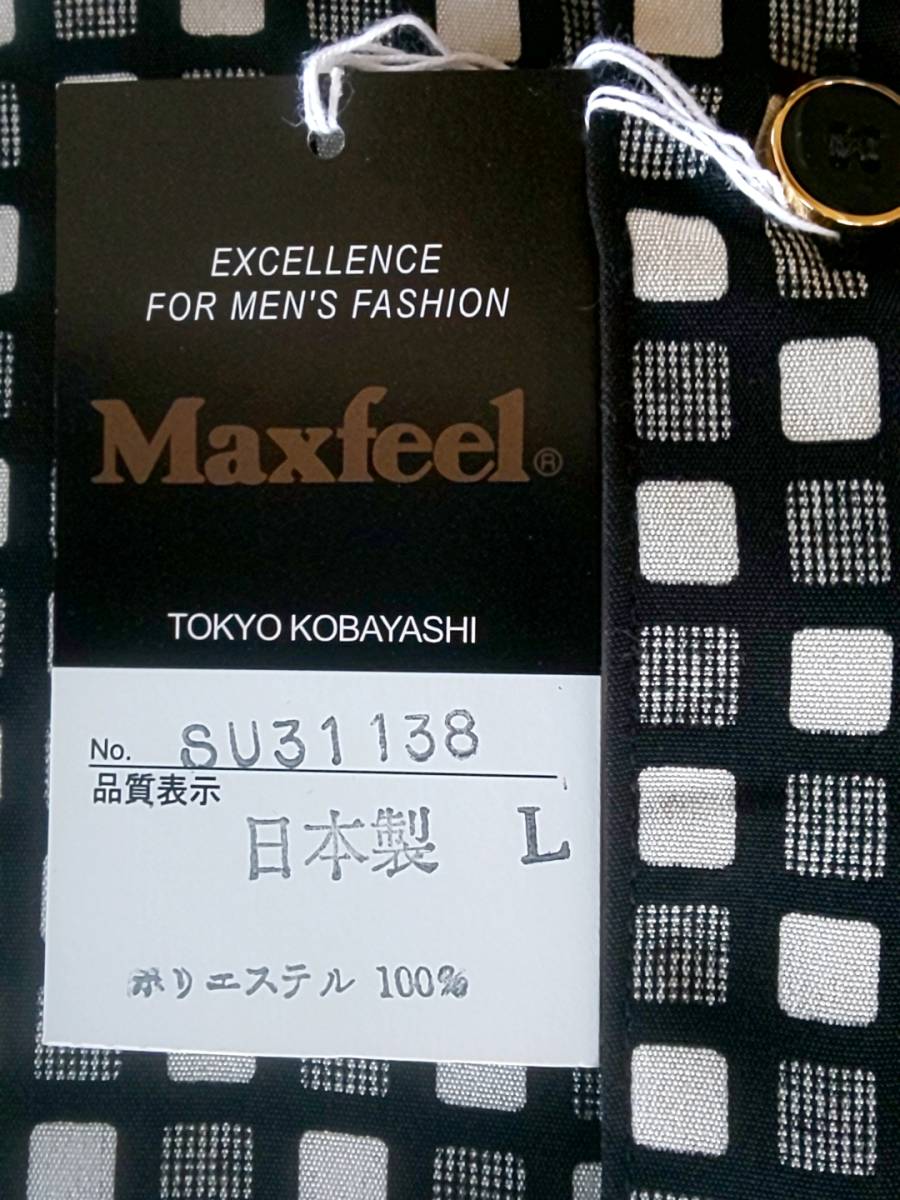 EXCELLENCE
FOR MEN'S FASHION
Maxfeel®
TOKYO KOBAYASHI
No. SU31138
品質表示
日本製 L
ポリエステル 100%